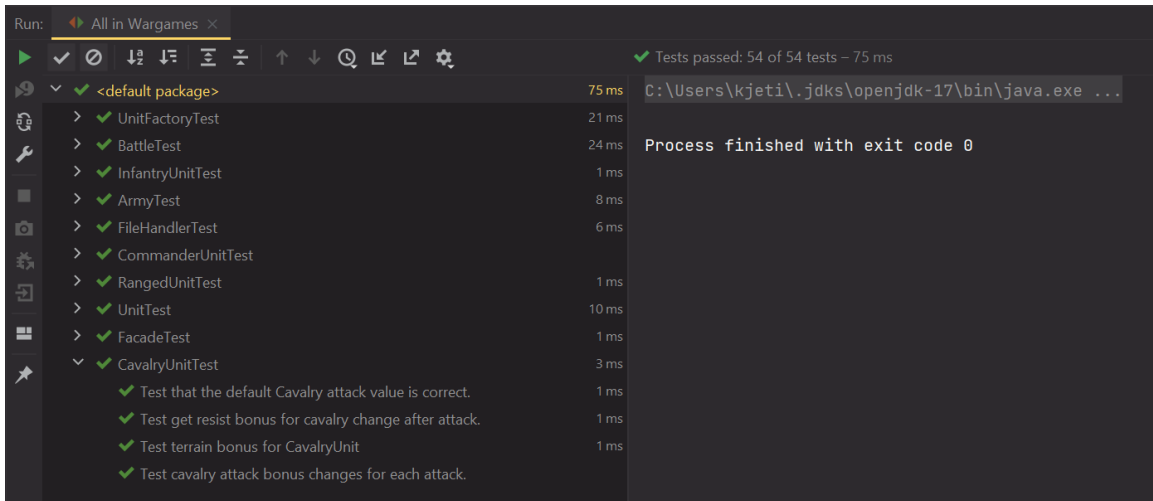 Run: All in Wargames
Tests passed: 54 of 54 tests – 75 ms
<default package> 75 ms
UnitFactoryTest 21 ms
BattleTest 24 ms
InfantryUnitTest 1 ms
ArmyTest 8 ms
FileHandlerTest 6 ms
CommanderUnitTest
RangedUnitTest 1 ms
UnitTest 10 ms
FacadeTest 1 ms
CavalryUnitTest 3 ms
Test that the default Cavalry attack value is correct. 1 ms
Test get resist bonus for cavalry change after attack. 1 ms
Test terrain bonus for CavalryUnit 1 ms
Test cavalry attack bonus changes for each attack.
C:\Users\kjeti\.jdks\openjdk-17\bin\java.exe ...
Process finished with exit code 0